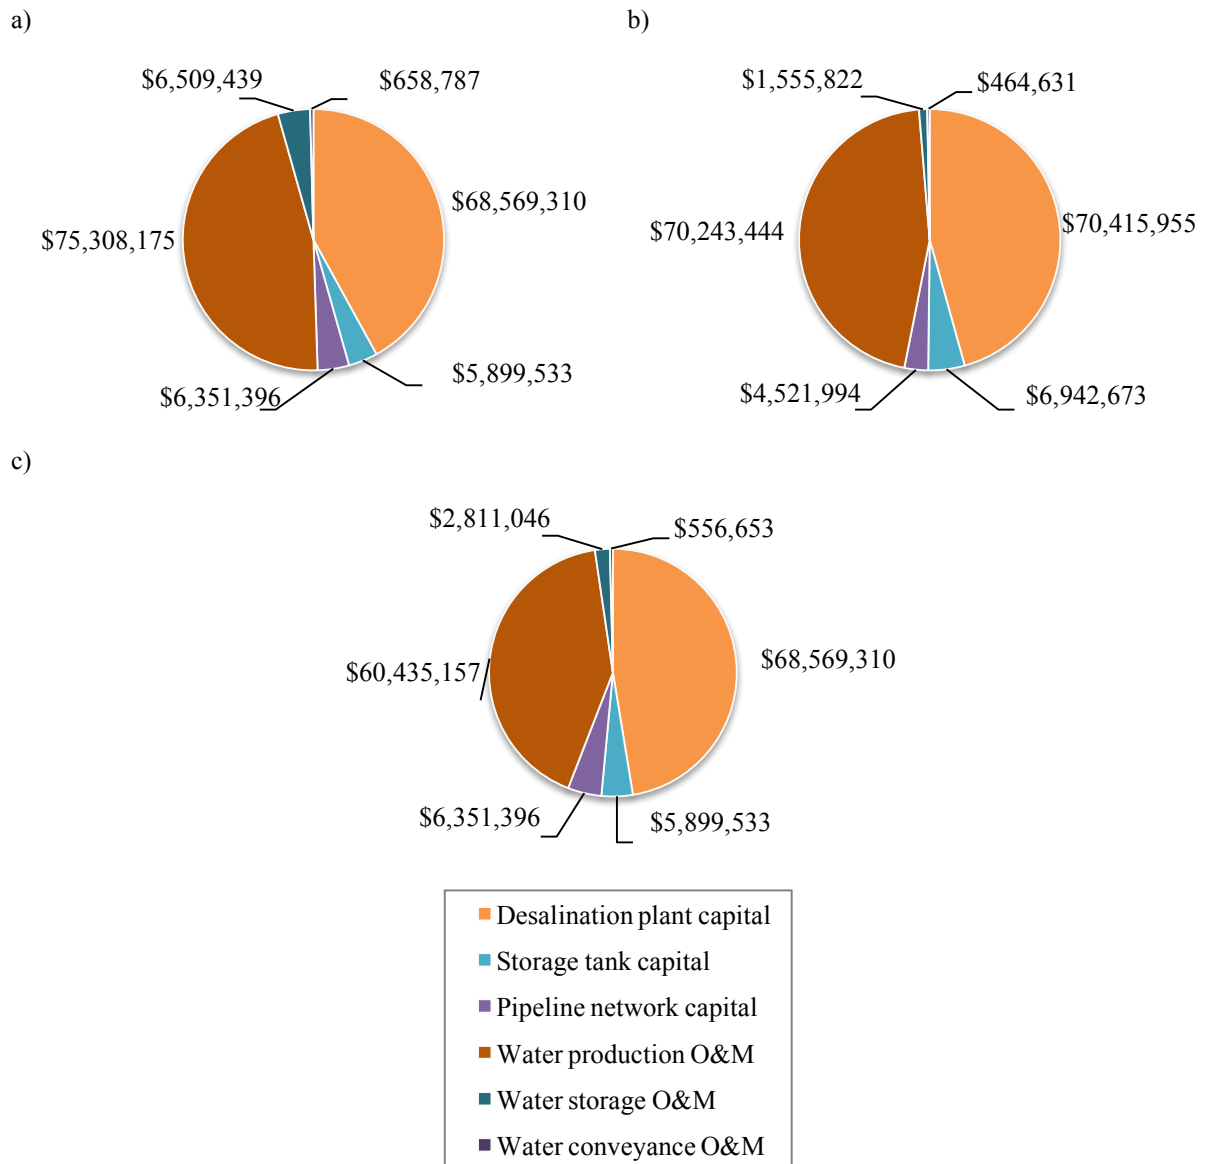 a)
b)
$6,509,439
$658,787
$1,555,822
$464,631
$68,569,310
$70,415,955
$75,308,175
$70,243,444
$5,899,533
$6,351,396
$4,521,994
$6,942,673
c)
$2,811,046
$556,653
$68,569,310
$60,435,157
$6,351,396
$5,899,533
Desalination plant capital
Storage tank capital
Pipeline network capital
Water production O&M
Water storage O&M
Water conveyance O&M